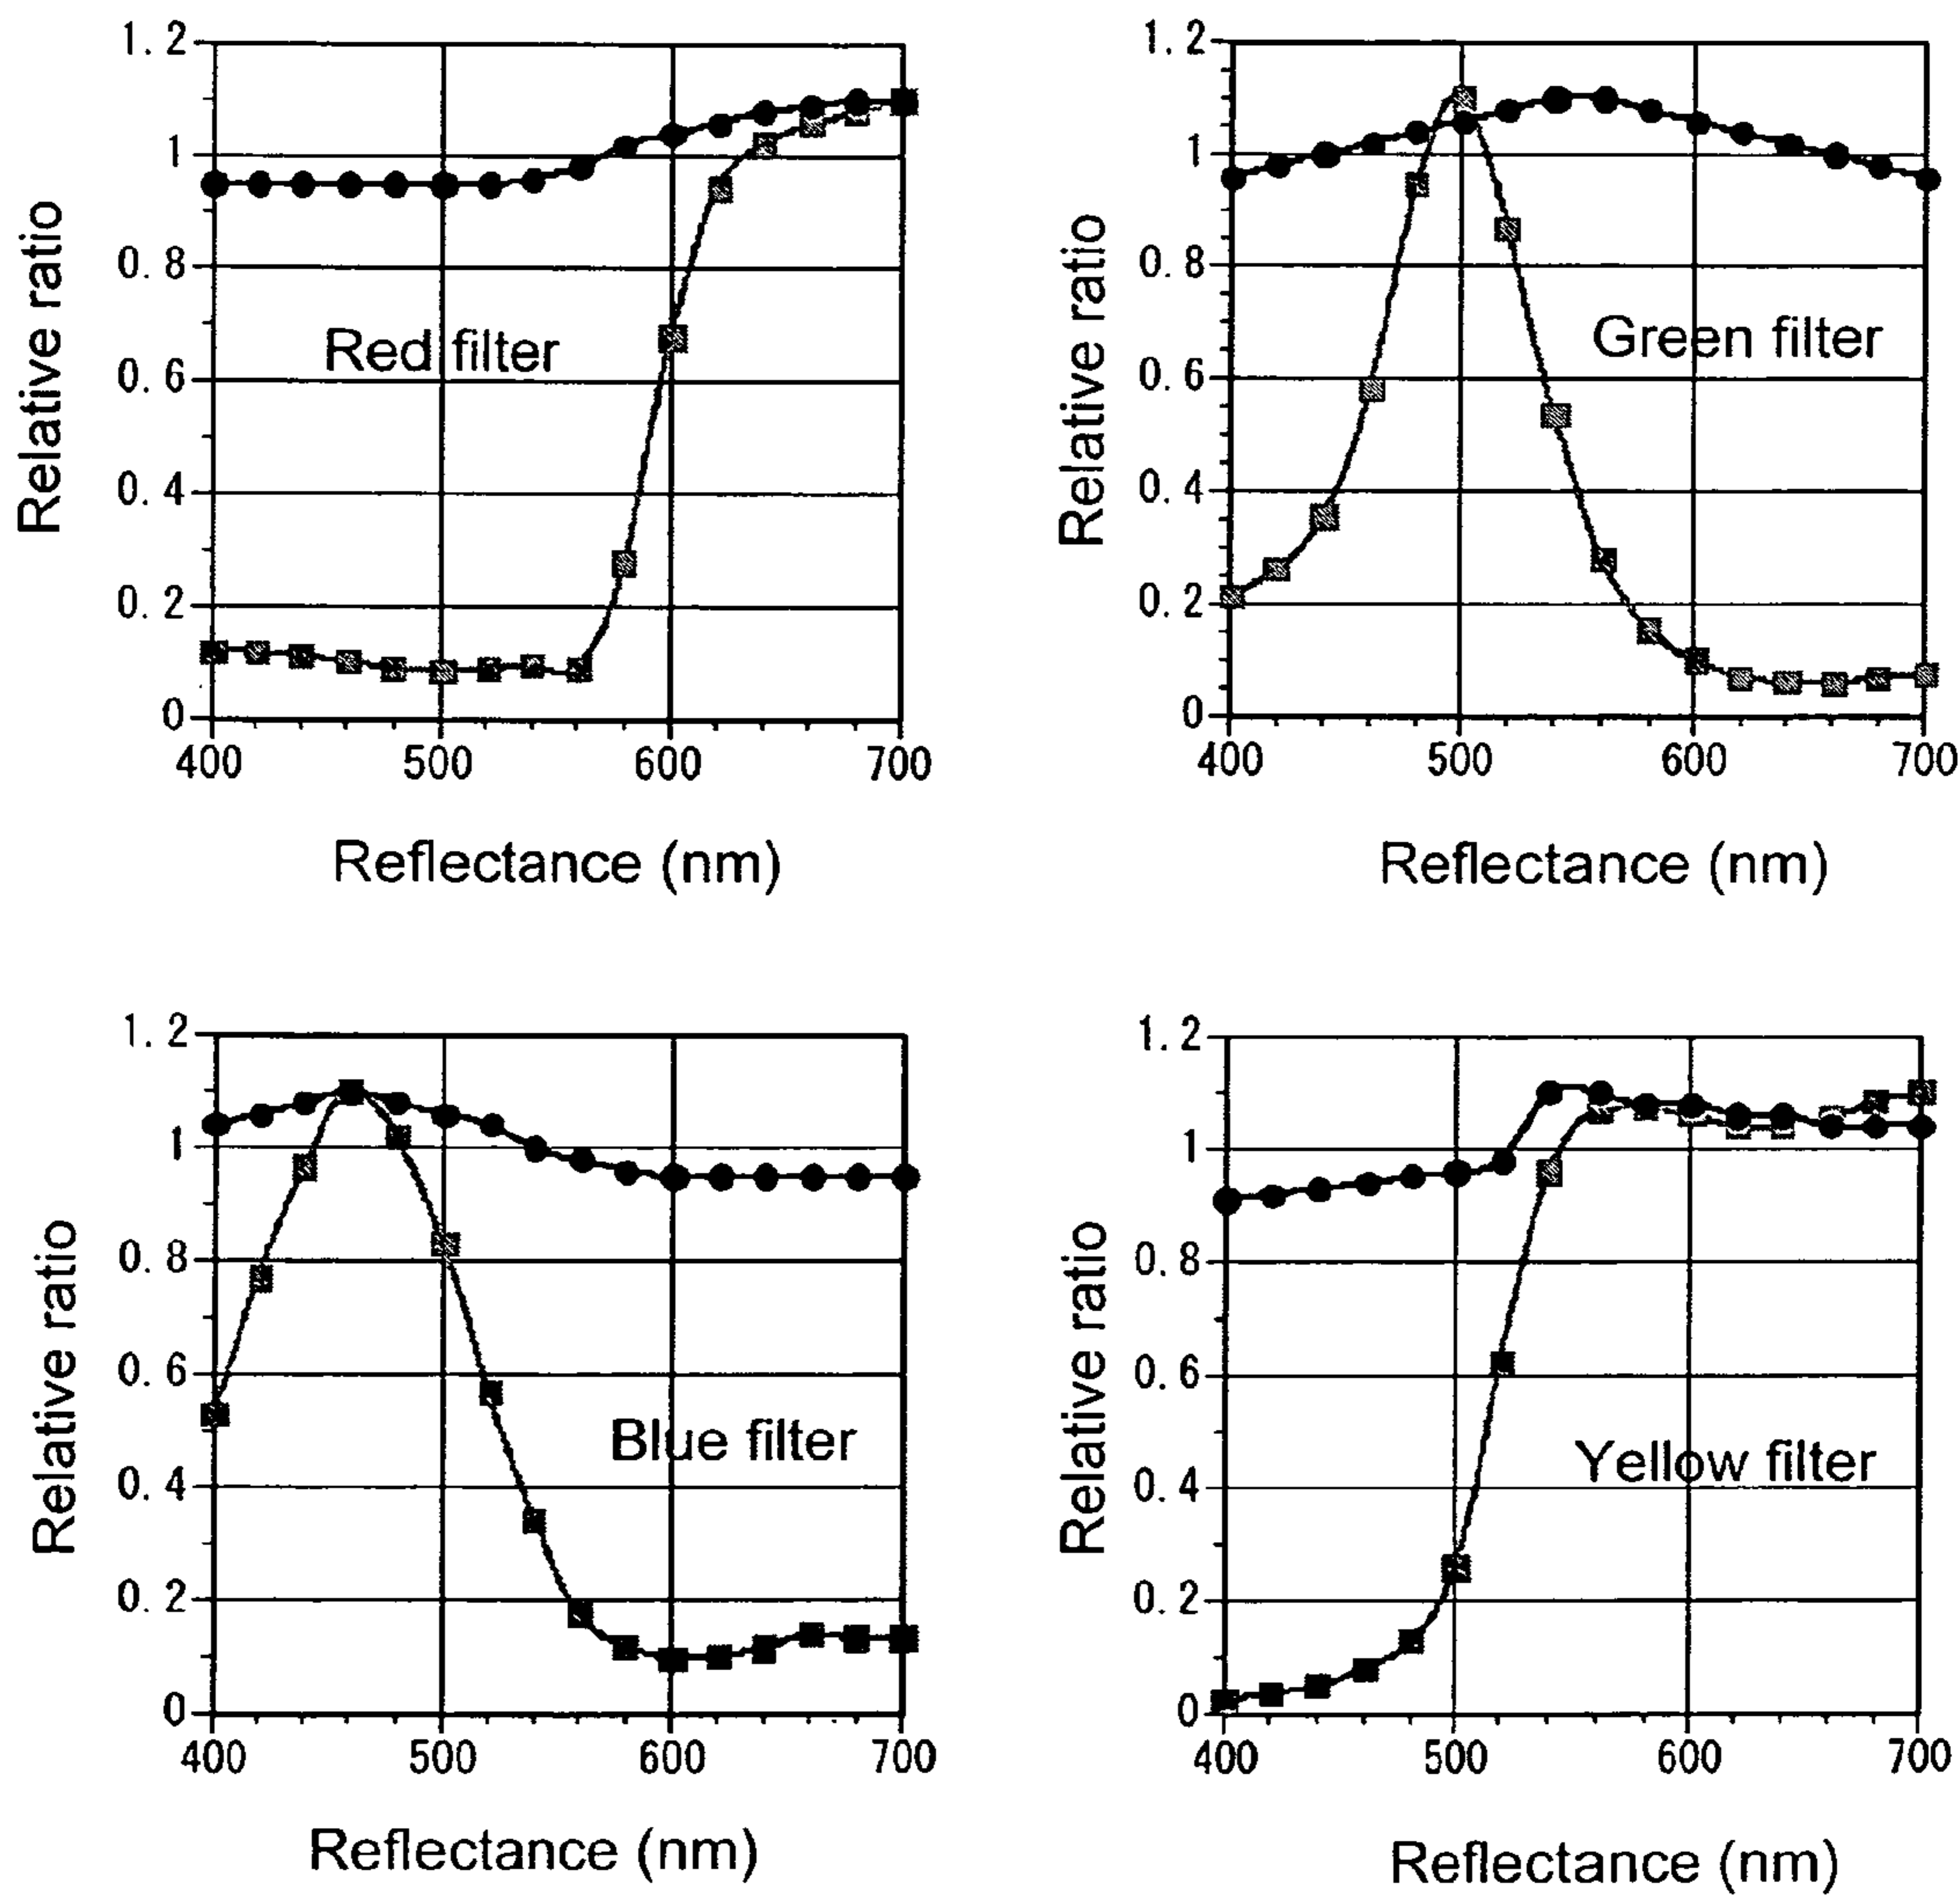 1.2
1
0.8
0.6
0.4
0.2
0
400 500 600 700
Relative ratio
Red filter
Reflectance (nm)
1.2
1
0.8
0.6
0.4
0.2
0
400 500 600 700
Relative ratio
Green filter
Reflectance (nm)
1.2
1
0.8
0.6
0.4
0.2
0
400 500 600 700
Relative ratio
Blue filter
Reflectance (nm)
1.2
1
0.8
0.6
0.4
0.2
0
400 500 600 700
Relative ratio
Yellow filter
Reflectance (nm)